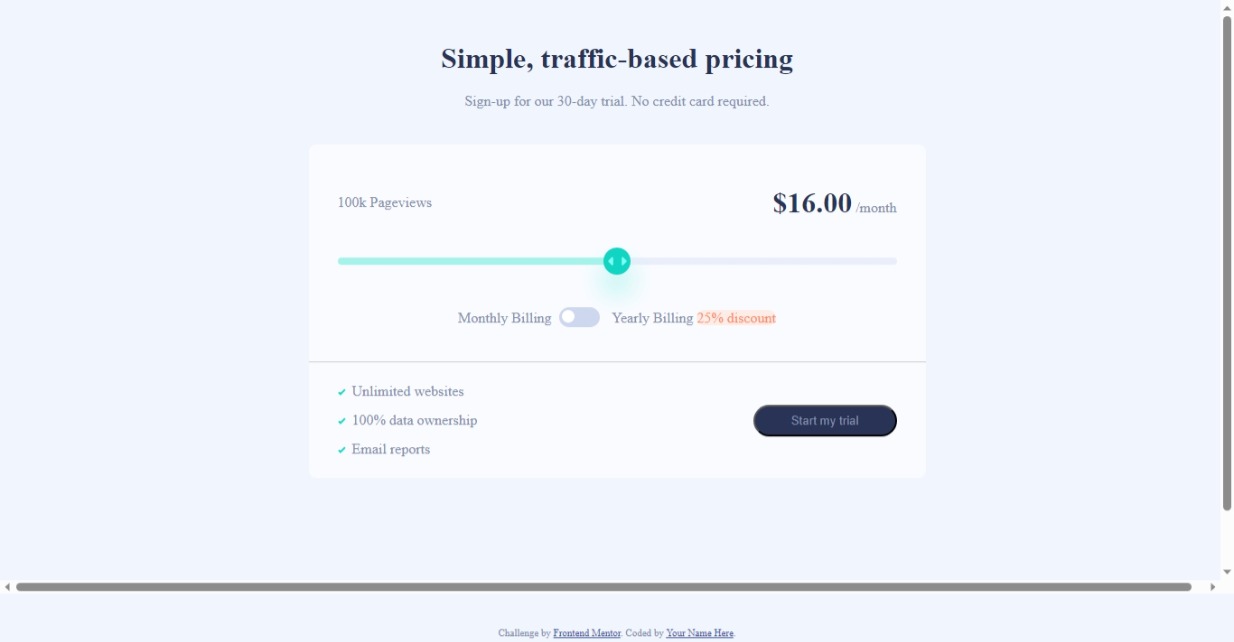 Simple, traffic-based pricing
Sign-up for our 30-day trial. No credit card required.
100k Pageviews
$16.00 /month
Monthly Billing Yearly Billing 25% discount
Unlimited websites
100% data ownership
Email reports
Start my trial
Challenge by Frontend Mentor. Coded by Your Name Here.